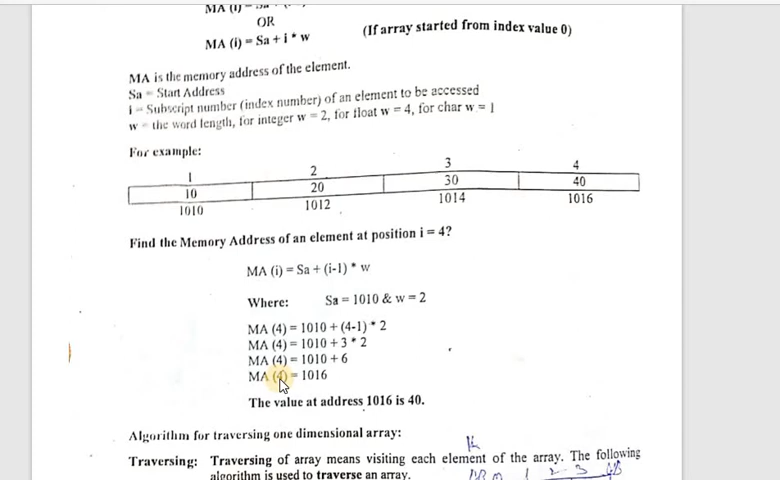 MA (i) =
OR
MA (i) = Sa + i * w (If array started from index value 0)
MA is the memory address of the element.
Sa = Start Address
i = Subscript number (index number) of an element to be accessed
w = the word length, for integer w = 2, for float w = 4, for char w = 1
For example:
1 2 3 4
10 20 30 40
1010 1012 1014 1016
Find the Memory Address of an element at position i = 4?
MA (i) = Sa + (i-1) * w
Where: Sa = 1010 & w = 2
MA (4) = 1010 + (4-1) * 2
MA (4) = 1010 + 3 * 2
MA (4) = 1010 + 6
MA (4) = 1016
The value at address 1016 is 40.
Algorithm for traversing one dimensional array:
Traversing: Traversing of array means visiting each element of the array. The following
algorithm is used to traverse an array.
1 2 3